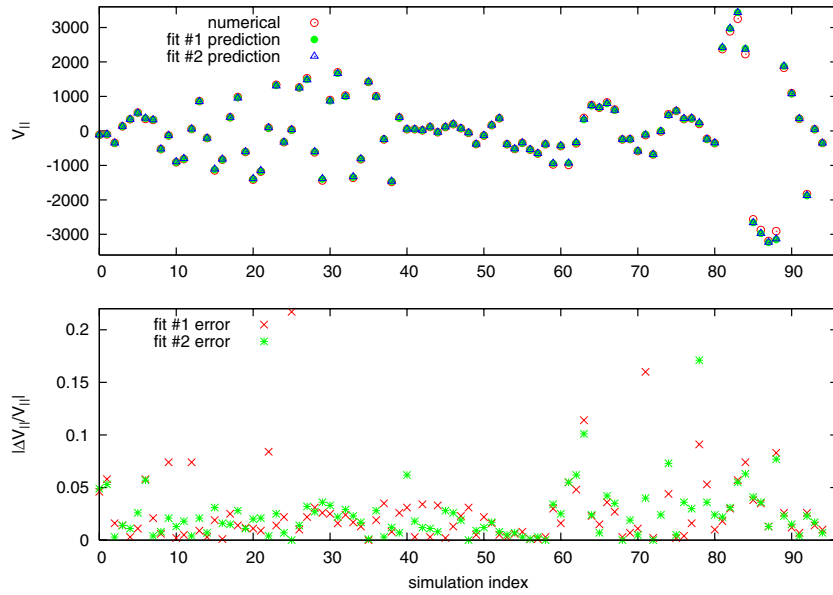 3000
2000
1000
0
-1000
-2000
-3000
V||
numerical
fit #1 prediction
fit #2 prediction
0 10 20 30 40 50 60 70 80 90
0.2
0.15
0.1
0.05
0
|ΔV||/V|||
fit #1 error
fit #2 error
0 10 20 30 40 50 60 70 80 90
simulation index